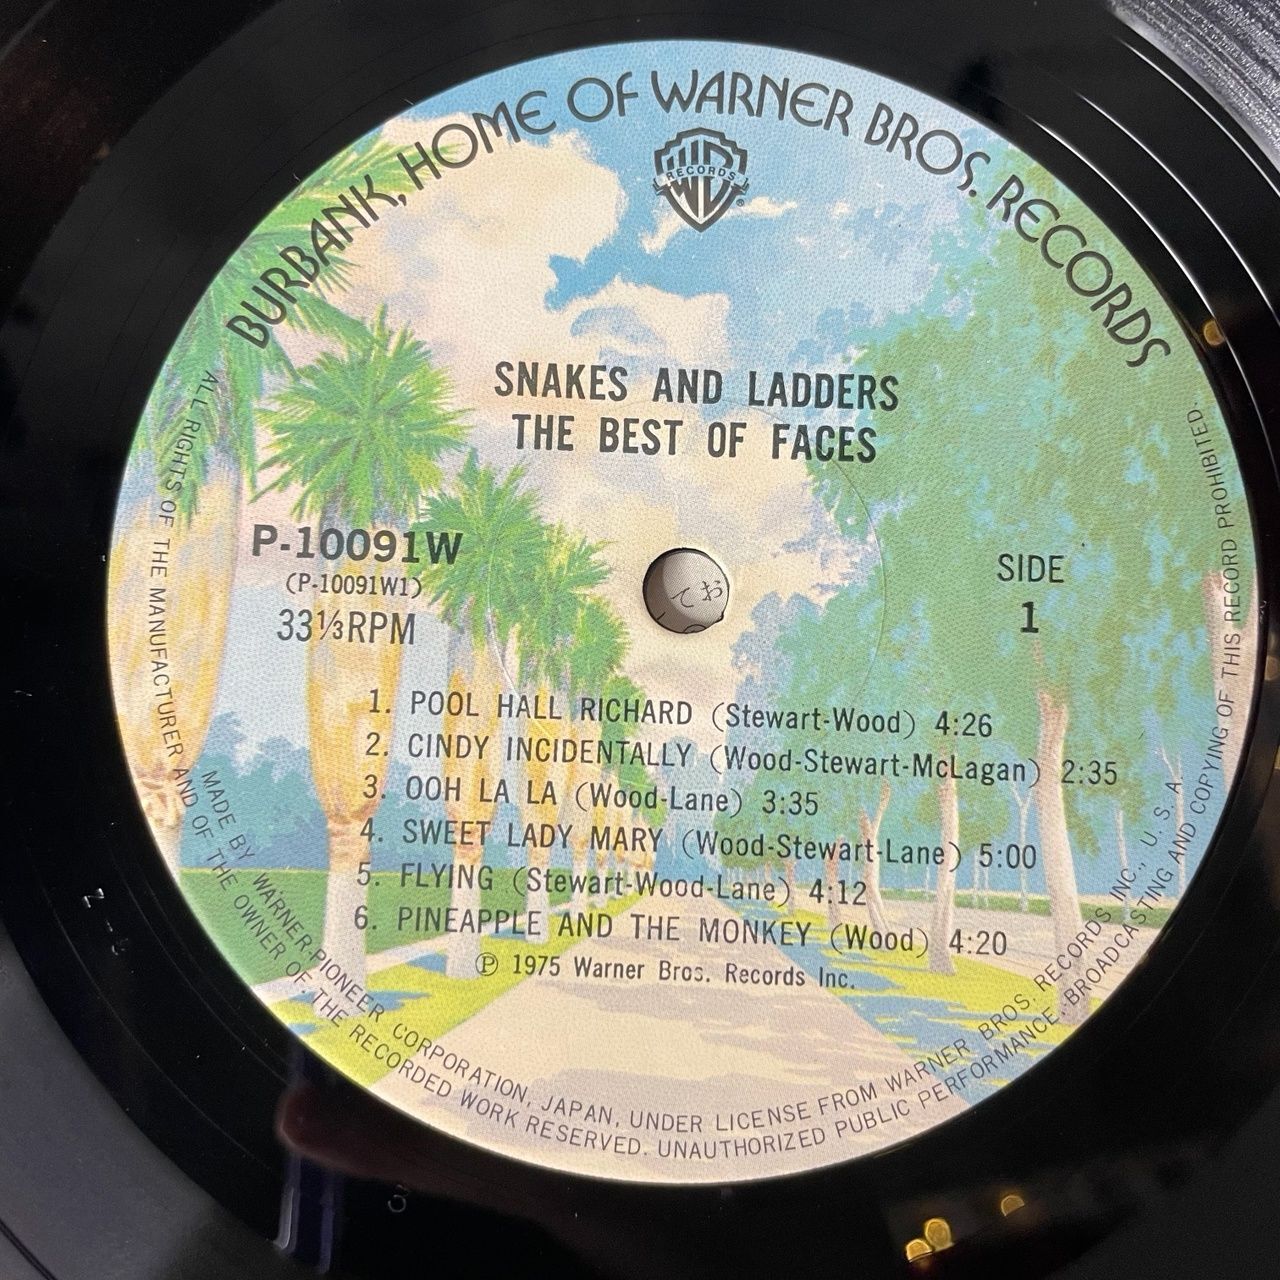 BURBANK, HOME OF WARNER BROS. RECORDS
WB
RECORDS
®
SNAKES AND LADDERS
THE BEST OF FACES
P-10091W
(P-10091W1)
33⅓RPM
SIDE
1
てお
1. POOL HALL RICHARD (Stewart-Wood) 4:26
2. CINDY INCIDENTALLY (Wood-Stewart-McLagan) 2:35
3. OOH LA LA (Wood-Lane) 3:35
4. SWEET LADY MARY (Wood-Stewart-Lane) 5:00
5. FLYING (Stewart-Wood-Lane) 4:12
6. PINEAPPLE AND THE MONKEY (Wood) 4:20
℗ 1975 Warner Bros. Records Inc.
MADE BY WARNER-PIONEER CORPORATION, JAPAN, UNDER LICENSE FROM WARNER BROS. RECORDS INC., U. S. A.
ALL RIGHTS OF THE MANUFACTURER AND OF THE OWNER OF THE RECORDED WORK RESERVED. UNAUTHORIZED PUBLIC PERFORMANCE, BROADCASTING AND COPYING OF THIS RECORD PROHIBITED.